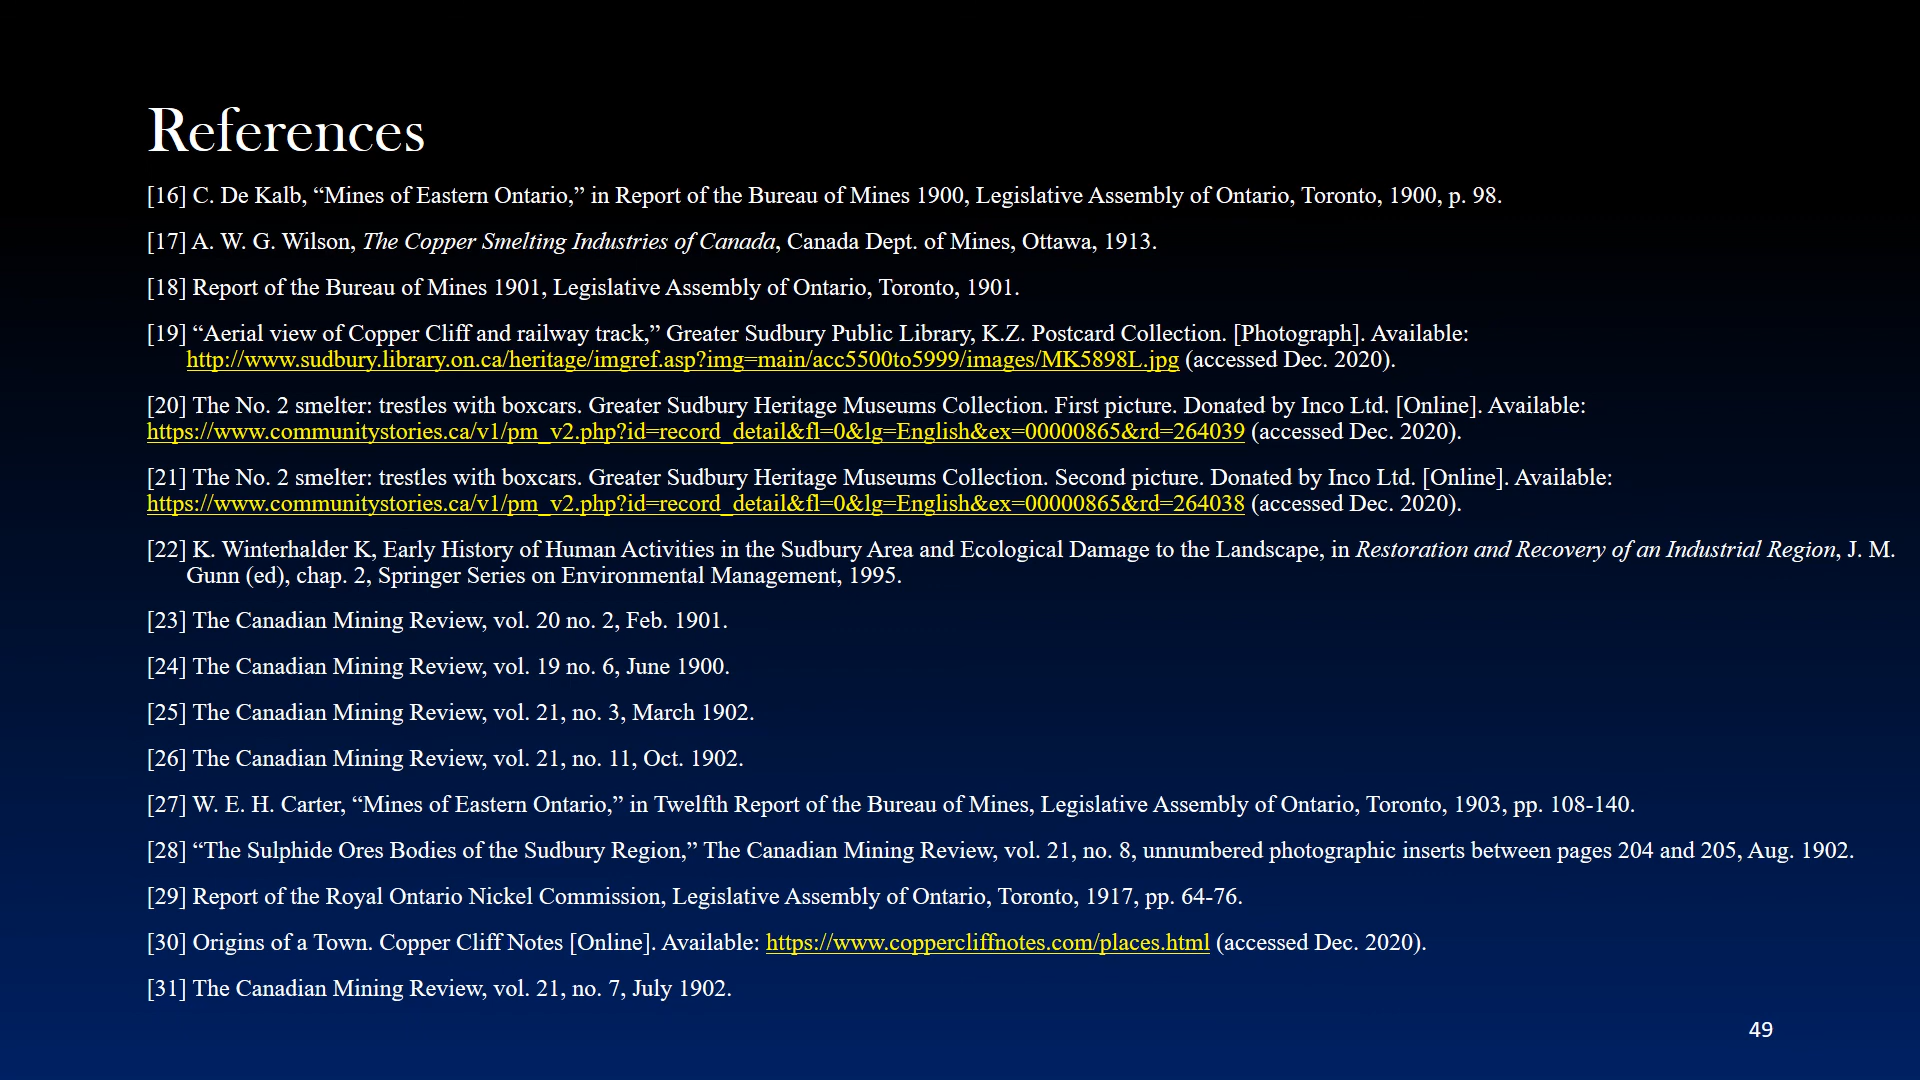 References
[16] C. De Kalb, “Mines of Eastern Ontario,” in Report of the Bureau of Mines 1900, Legislative Assembly of Ontario, Toronto, 1900, p. 98.
[17] A. W. G. Wilson, The Copper Smelting Industries of Canada, Canada Dept. of Mines, Ottawa, 1913.
[18] Report of the Bureau of Mines 1901, Legislative Assembly of Ontario, Toronto, 1901.
[19] “Aerial view of Copper Cliff and railway track,” Greater Sudbury Public Library, K.Z. Postcard Collection. [Photograph]. Available:
http://www.sudbury.library.on.ca/heritage/imgref.asp?img=main/acc5500to5999/images/MK5898L.jpg (accessed Dec. 2020).
[20] The No. 2 smelter: trestles with boxcars. Greater Sudbury Heritage Museums Collection. First picture. Donated by Inco Ltd. [Online]. Available:
https://www.communitystories.ca/v1/pm_v2.php?id=record_detail&fl=0&lg=English&ex=00000865&rd=264039 (accessed Dec. 2020).
[21] The No. 2 smelter: trestles with boxcars. Greater Sudbury Heritage Museums Collection. Second picture. Donated by Inco Ltd. [Online]. Available:
https://www.communitystories.ca/v1/pm_v2.php?id=record_detail&fl=0&lg=English&ex=00000865&rd=264038 (accessed Dec. 2020).
[22] K. Winterhalder K, Early History of Human Activities in the Sudbury Area and Ecological Damage to the Landscape, in Restoration and Recovery of an Industrial Region, J. M.
Gunn (ed), chap. 2, Springer Series on Environmental Management, 1995.
[23] The Canadian Mining Review, vol. 20 no. 2, Feb. 1901.
[24] The Canadian Mining Review, vol. 19 no. 6, June 1900.
[25] The Canadian Mining Review, vol. 21, no. 3, March 1902.
[26] The Canadian Mining Review, vol. 21, no. 11, Oct. 1902.
[27] W. E. H. Carter, “Mines of Eastern Ontario,” in Twelfth Report of the Bureau of Mines, Legislative Assembly of Ontario, Toronto, 1903, pp. 108-140.
[28] “The Sulphide Ores Bodies of the Sudbury Region,” The Canadian Mining Review, vol. 21, no. 8, unnumbered photographic inserts between pages 204 and 205, Aug. 1902.
[29] Report of the Royal Ontario Nickel Commission, Legislative Assembly of Ontario, Toronto, 1917, pp. 64-76.
[30] Origins of a Town. Copper Cliff Notes [Online]. Available: https://www.coppercliffnotes.com/places.html (accessed Dec. 2020).
[31] The Canadian Mining Review, vol. 21, no. 7, July 1902.
49